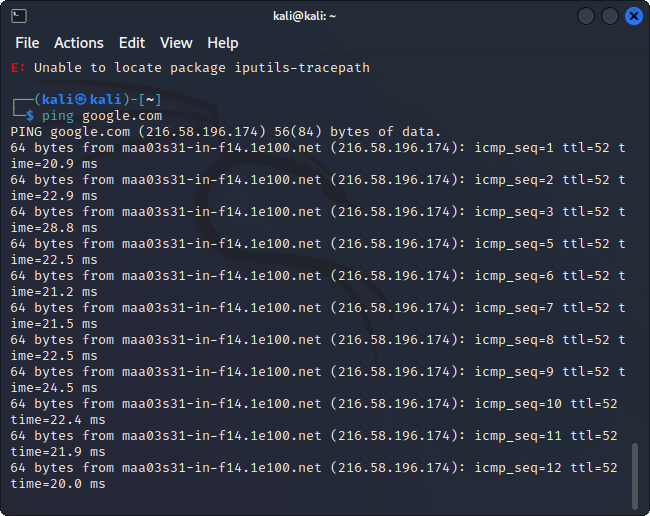 kali@kali: ~
File Actions Edit View Help
E: Unable to locate package iputils-tracepath
┌──(kali㉿kali)-[~]
└─$ ping google.com
PING google.com (216.58.196.174) 56(84) bytes of data.
64 bytes from maa03s31-in-f14.1e100.net (216.58.196.174): icmp_seq=1 ttl=52 t
ime=20.9 ms
64 bytes from maa03s31-in-f14.1e100.net (216.58.196.174): icmp_seq=2 ttl=52 t
ime=22.9 ms
64 bytes from maa03s31-in-f14.1e100.net (216.58.196.174): icmp_seq=3 ttl=52 t
ime=28.8 ms
64 bytes from maa03s31-in-f14.1e100.net (216.58.196.174): icmp_seq=5 ttl=52 t
ime=22.5 ms
64 bytes from maa03s31-in-f14.1e100.net (216.58.196.174): icmp_seq=6 ttl=52 t
ime=21.2 ms
64 bytes from maa03s31-in-f14.1e100.net (216.58.196.174): icmp_seq=7 ttl=52 t
ime=21.5 ms
64 bytes from maa03s31-in-f14.1e100.net (216.58.196.174): icmp_seq=8 ttl=52 t
ime=22.5 ms
64 bytes from maa03s31-in-f14.1e100.net (216.58.196.174): icmp_seq=9 ttl=52 t
ime=24.5 ms
64 bytes from maa03s31-in-f14.1e100.net (216.58.196.174): icmp_seq=10 ttl=52
time=22.4 ms
64 bytes from maa03s31-in-f14.1e100.net (216.58.196.174): icmp_seq=11 ttl=52
time=21.9 ms
64 bytes from maa03s31-in-f14.1e100.net (216.58.196.174): icmp_seq=12 ttl=52
time=20.0 ms